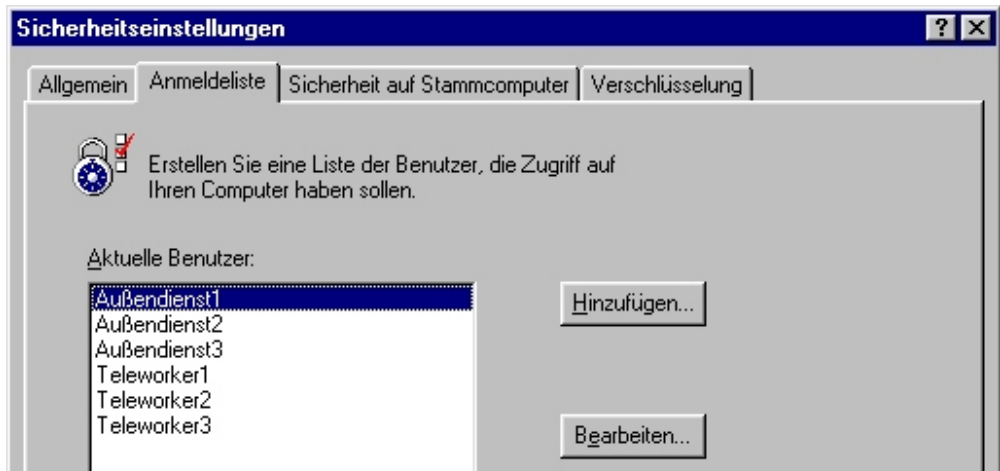 Sicherheitseinstellungen
Allgemein Anmeldeliste Sicherheit auf Stammcomputer Verschlüsselung
Erstellen Sie eine Liste der Benutzer, die Zugriff auf
Ihren Computer haben sollen.
Aktuelle Benutzer:
Außendienst1
Hinzufügen...
Außendienst2
Außendienst3
Teleworker1
Teleworker2
Teleworker3
Bearbeiten...